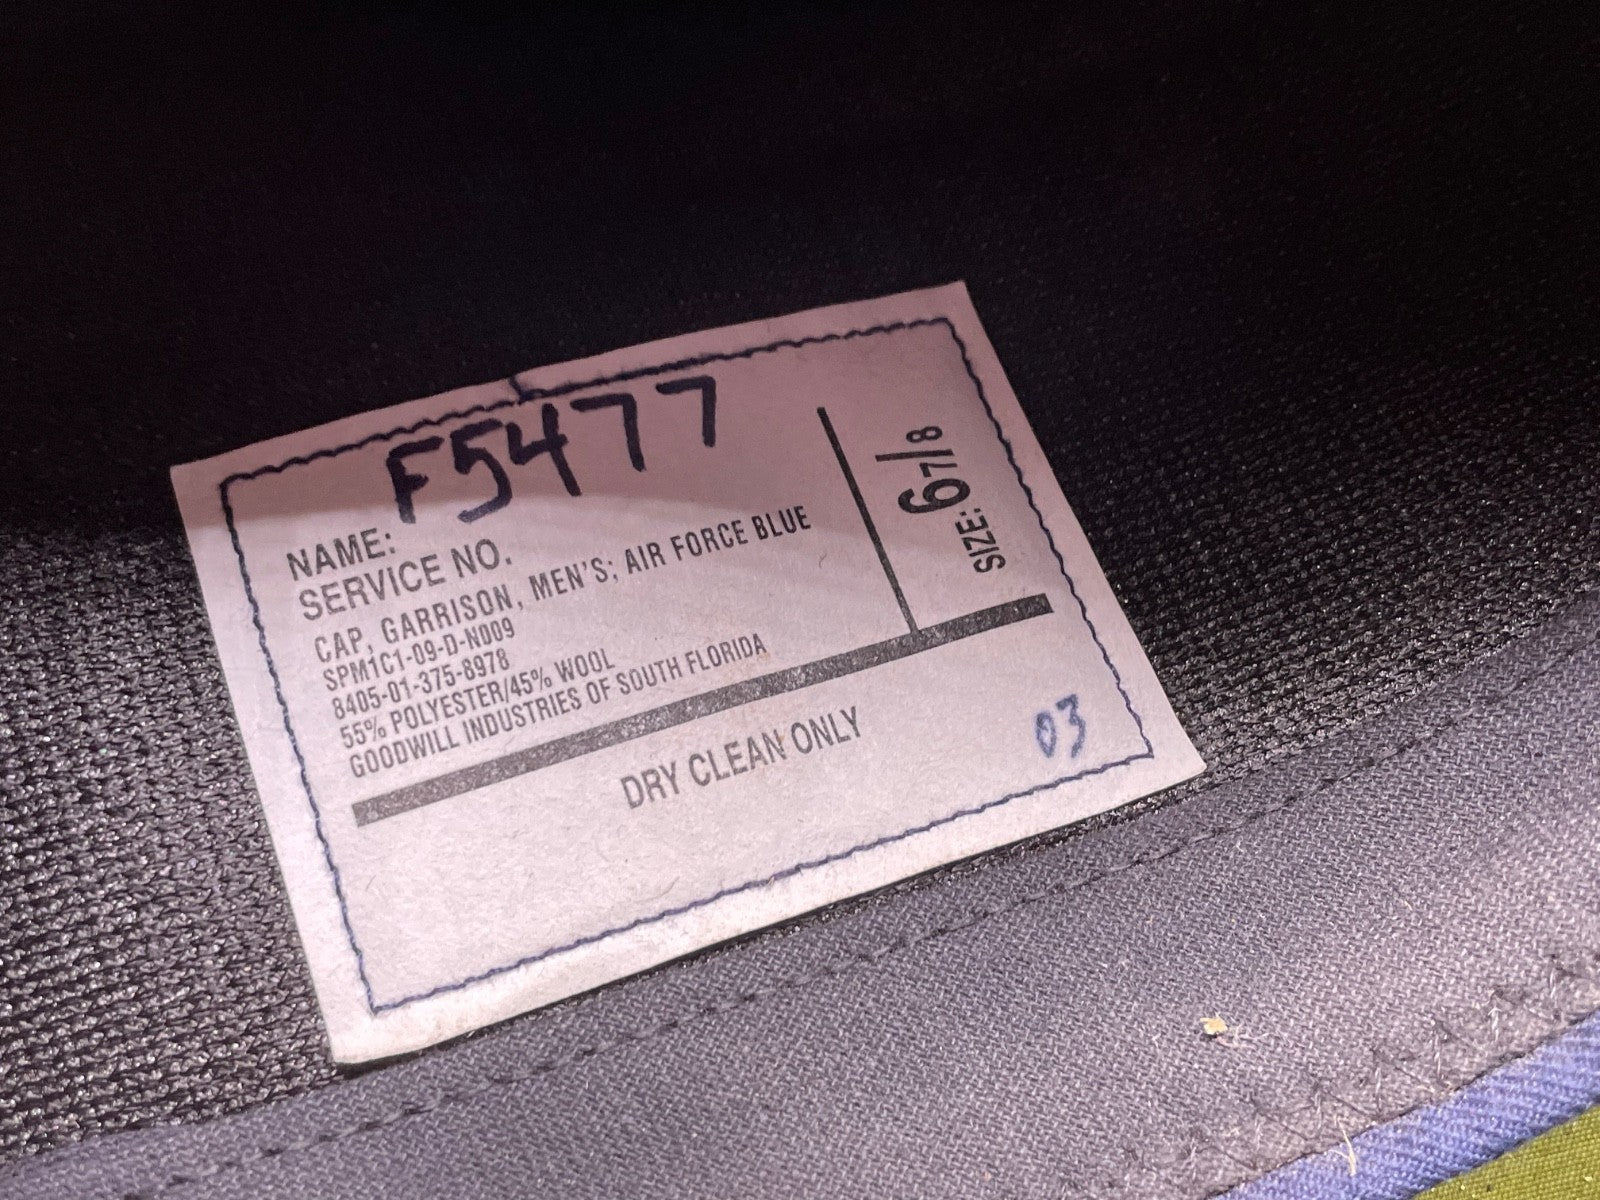 F5477
NAME:
SERVICE NO.
CAP, GARRISON, MEN'S; AIR FORCE BLUE
SPM1C1-09-D-N009
8405-01-375-8978
55% POLYESTER/45% WOOL
GOODWILL INDUSTRIES OF SOUTH FLORIDA
SIZE: 6 7/8
DRY CLEAN ONLY
03